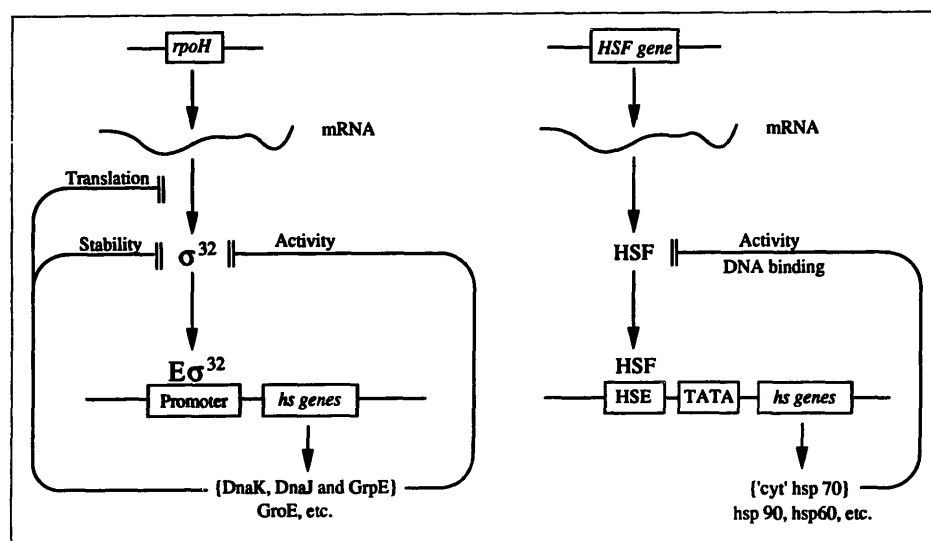 rpoH
mRNA
Translation
Stability
σ³²
Activity
Eσ³²
Promoter
hs genes
{DnaK, DnaJ and GrpE}
GroE, etc.
HSF gene
mRNA
HSF
Activity
DNA binding
HSF
HSE
TATA
hs genes
{'cyt' hsp 70}
hsp 90, hsp60, etc.